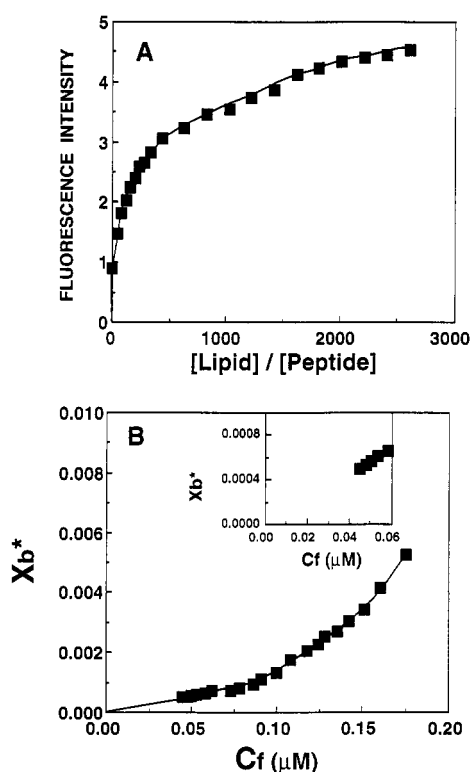 A
FLUORESCENCE INTENSITY
5
4
3
2
1
0
0 1000 2000 3000
[Lipid] / [Peptide]
B
Xb*
0.010
0.008
0.006
0.004
0.002
0.000
0.00 0.05 0.10 0.15 0.20
Cf (μM)
Xb*
0.0008
0.0004
0.0000
0.00 0.02 0.04 0.06
Cf (μM)